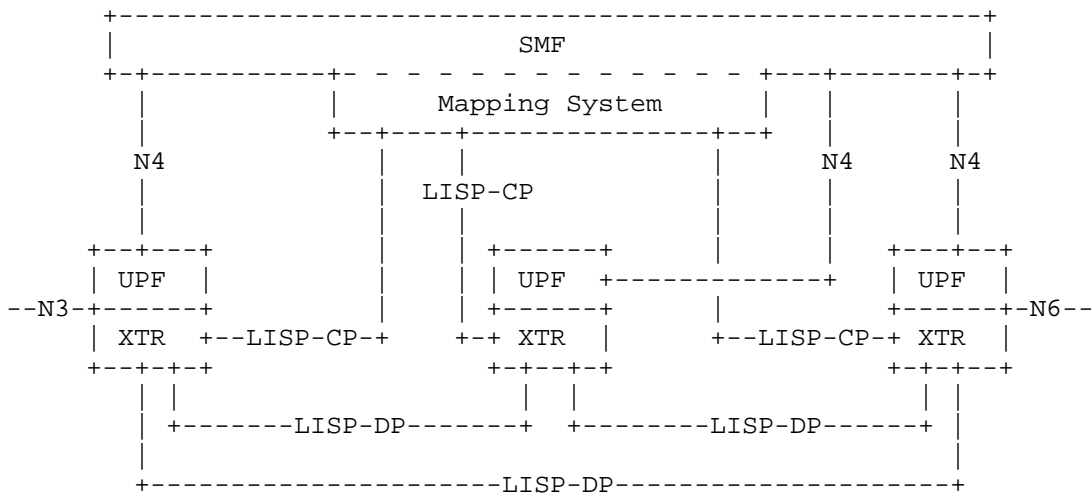 SMF
Mapping System
N4 N4 N4
LISP-CP
UPF UPF UPF
--N3- -N6--
XTR --LISP-CP- XTR --LISP-CP- XTR
-------LISP-DP------- --------LISP-DP------
----------------------LISP-DP---------------------